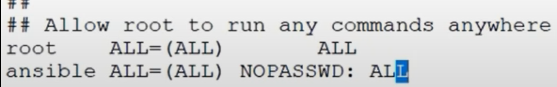 ##
## Allow root to run any commands anywhere
root ALL=(ALL) ALL
ansible ALL=(ALL) NOPASSWD: ALL